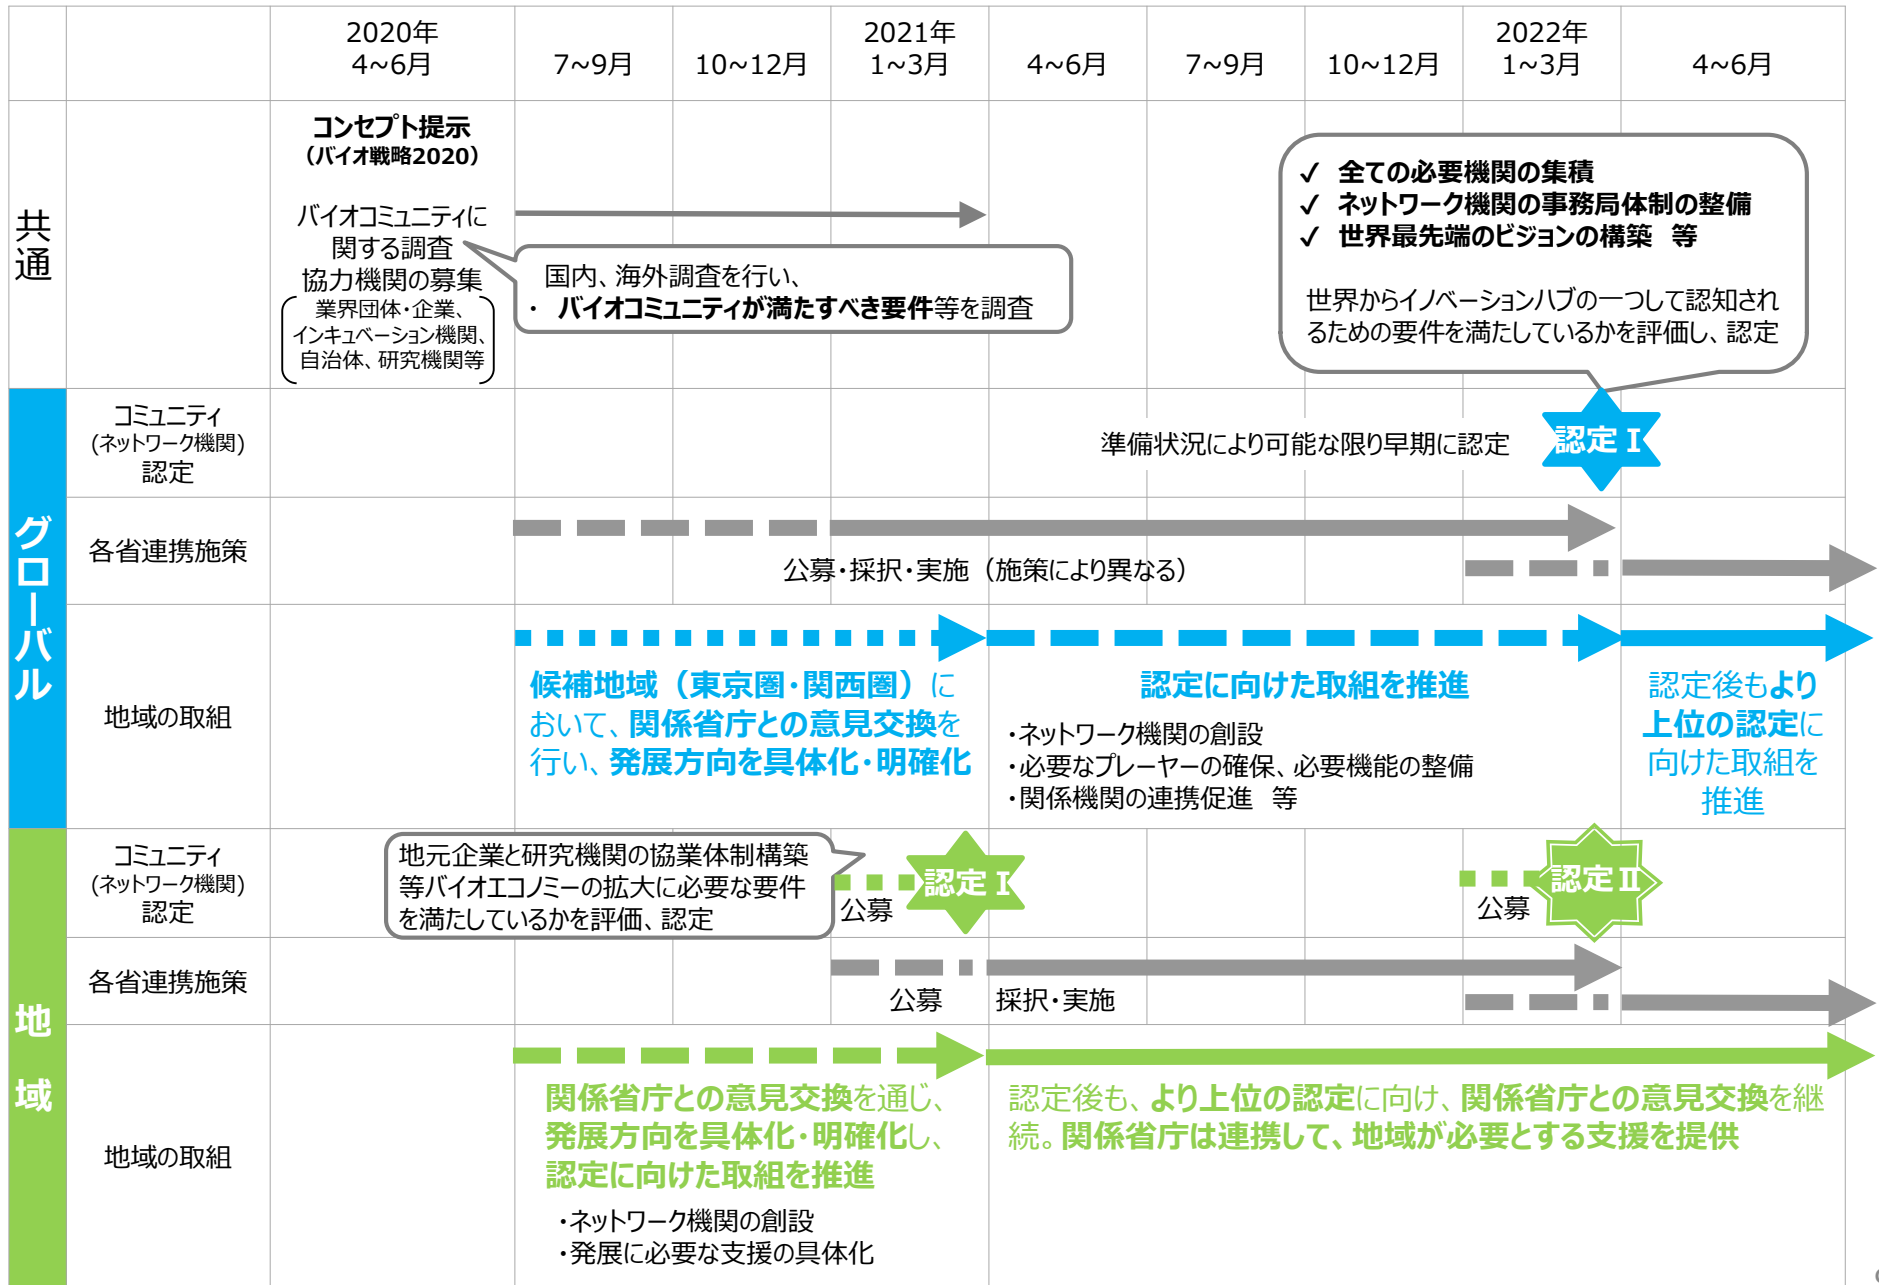 2020年
4~6月
7~9月
10~12月
2021年
1~3月
4~6月
7~9月
10~12月
2022年
1~3月
4~6月
共通
コンセプト提示
（バイオ戦略2020）
バイオコミュニティに
関する調査
協力機関の募集
業界団体・企業、
インキュベーション機関、
自治体、研究機関等
国内、海外調査を行い、
・ バイオコミュニティが満たすべき要件等を調査
✓ 全ての必要機関の集積
✓ ネットワーク機関の事務局体制の整備
✓ 世界最先端のビジョンの構築 等
世界からイノベーションハブの一つして認知され
るための要件を満たしているかを評価し、認定
グローバル
コミュニティ
(ネットワーク機関)
認定
準備状況により可能な限り早期に認定
認定Ⅰ
各省連携施策
公募・採択・実施（施策により異なる）
地域の取組
候補地域（東京圏・関西圏）に
おいて、関係省庁との意見交換を
行い、発展方向を具体化・明確化
認定に向けた取組を推進
・ネットワーク機関の創設
・必要なプレーヤーの確保、必要機能の整備
・関係機関の連携促進 等
認定後もより
上位の認定に
向けた取組を
推進
地域
コミュニティ
(ネットワーク機関)
認定
地元企業と研究機関の協業体制構築
等バイオエコノミーの拡大に必要な要件
を満たしているかを評価、認定
公募
認定Ⅰ
公募
認定Ⅱ
各省連携施策
公募
採択・実施
地域の取組
関係省庁との意見交換を通じ、
発展方向を具体化・明確化し、
認定に向けた取組を推進
・ネットワーク機関の創設
・発展に必要な支援の具体化
認定後も、より上位の認定に向け、関係省庁との意見交換を継
続。関係省庁は連携して、地域が必要とする支援を提供